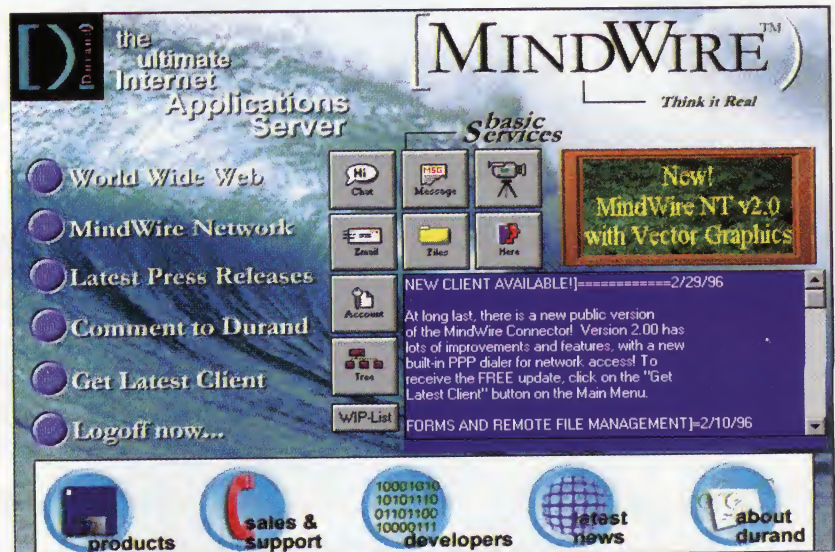 [D]
Durand
the
ultimate
Internet
Applications
Server
[MINDWIRE™)
Think it Real
basic
Services
World Wide Web
MindWire Network
Latest Press Releases
Comment to Durand
Get Latest Client
Logoff now...
Hi
Chat
MSG
Message
Email
Files
Here
Account
Tree
WIP-List
New!
MindWire NT v2.0
with Vector Graphics
NEW CLIENT AVAILABLE!]============2/29/96
At long last, there is a new public version
of the MindWire Connector! Version 2.00 has
lots of improvements and features, with a new
built-in PPP dialer for network access! To
receive the FREE update, click on the "Get
Latest Client" button on the Main Menu.
FORMS AND REMOTE FILE MANAGEMENT]=2/10/96
products
sales &
support
10001010
10101110
01101100
10000111
developers
latest
news
about
durand